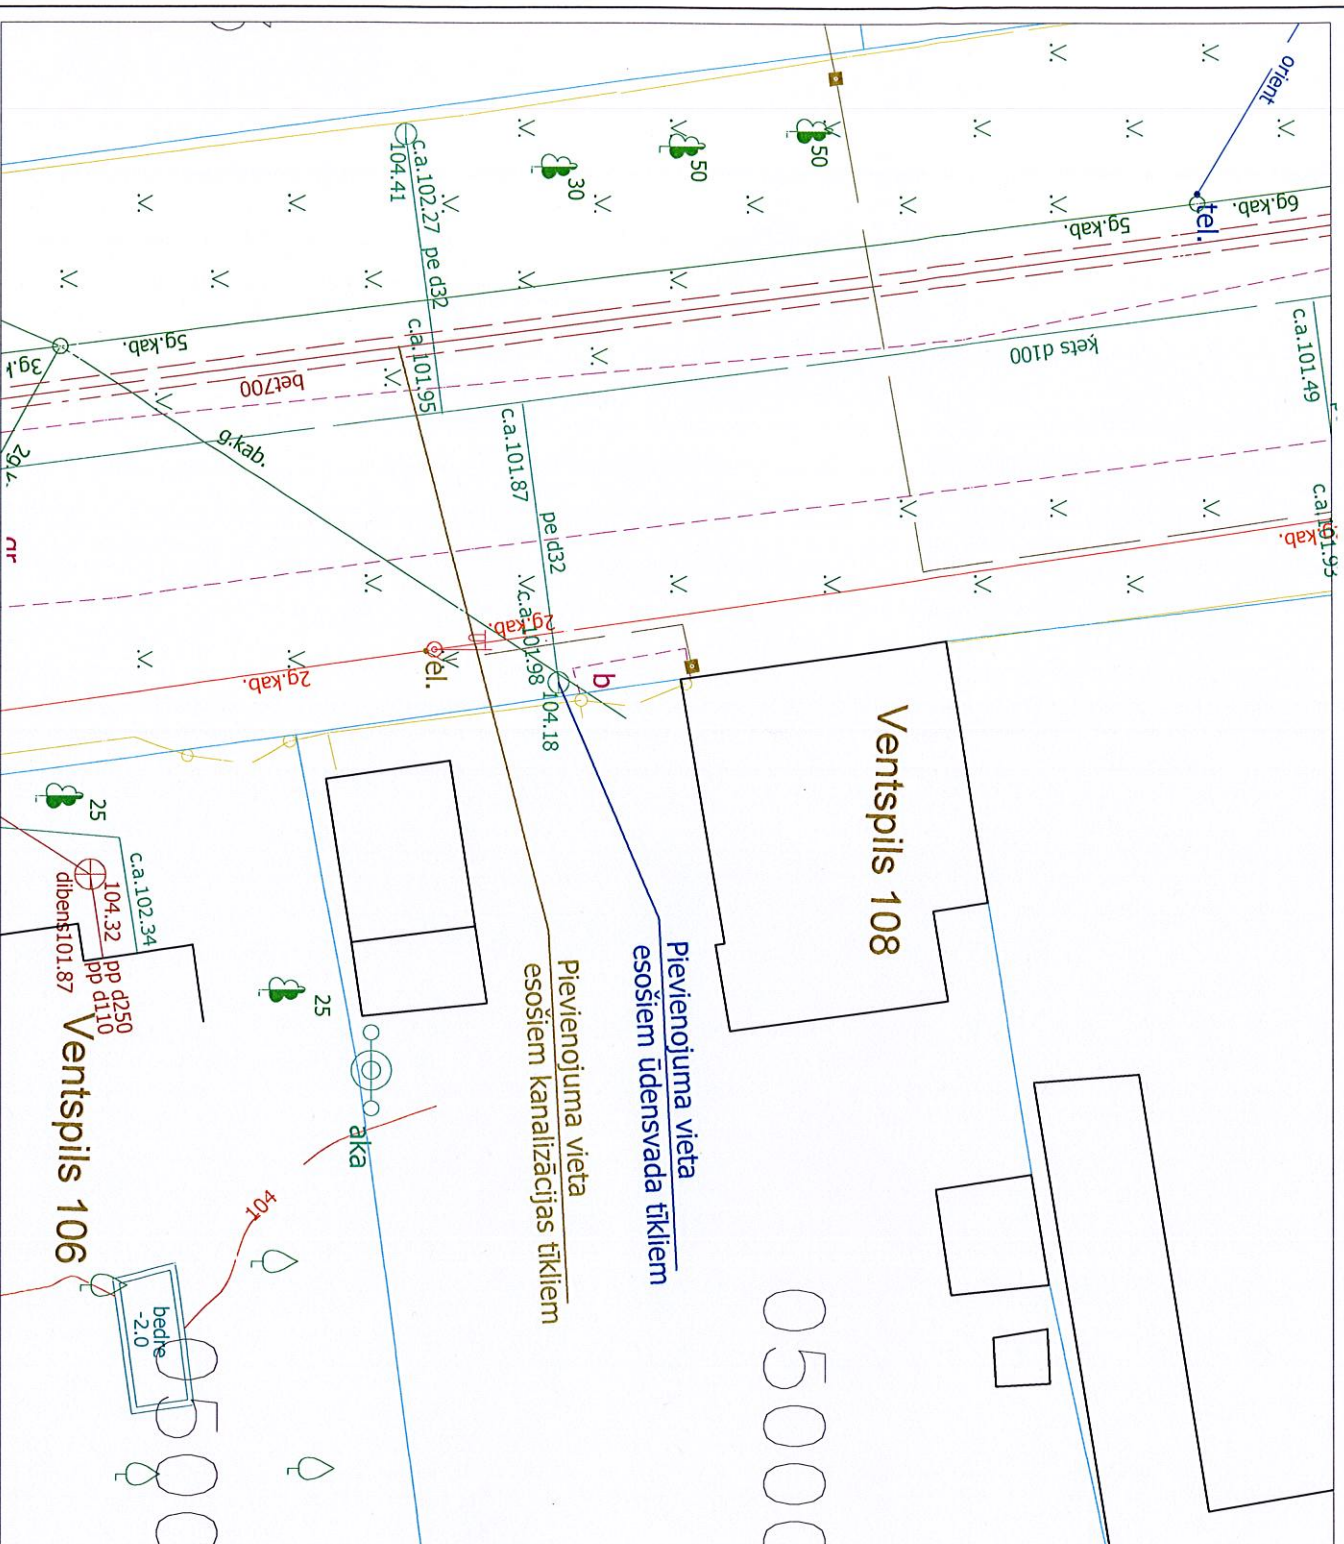 orient
tel.
6g.kab.
5g.kab.
50
50
30
c.a.102.27
104.41
pe d32
c.a.101.95
5g.kab.
bet700
g.kab.
ķets d100
c.a.101.49
c.a.101.93
g.kab.
c.a.101.87
pe d32
c.a.101.98
104.18
2g.kab.
2g.kab.
el.
b
Ventspils 108
Pievienojuma vieta
esošiem ūdensvada tīkliem
Pievienojuma vieta
esošiem kanalizācijas tīkliem
25
25
c.a.102.34
104.32
dibens101.87
pp d250
pp d110
Ventspils 106
aka
104
bedre
-2.0
05000
0500